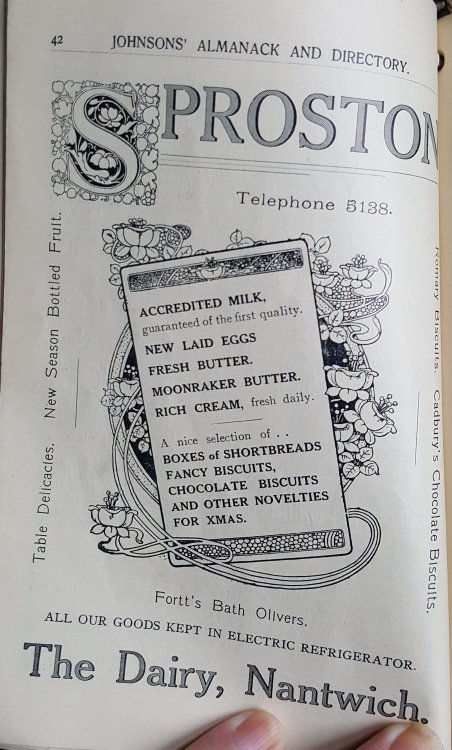 42 JOHNSONS' ALMANACK AND DIRECTORY.
SPROSTON
Telephone 5138.
Table Delicacies. New Season Bottled Fruit.
ACCREDITED MILK,
guaranteed of the first quality.
NEW LAID EGGS
FRESH BUTTER.
MOONRAKER BUTTER.
RICH CREAM, fresh daily.
A nice selection of . .
BOXES of SHORTBREADS
FANCY BISCUITS,
CHOCOLATE BISCUITS
AND OTHER NOVELTIES
FOR XMAS.
Biscuits. Cadbury's Chocolate Biscuits.
Fortt's Bath Olivers.
ALL OUR GOODS KEPT IN ELECTRIC REFRIGERATOR.
The Dairy, Nantwich.